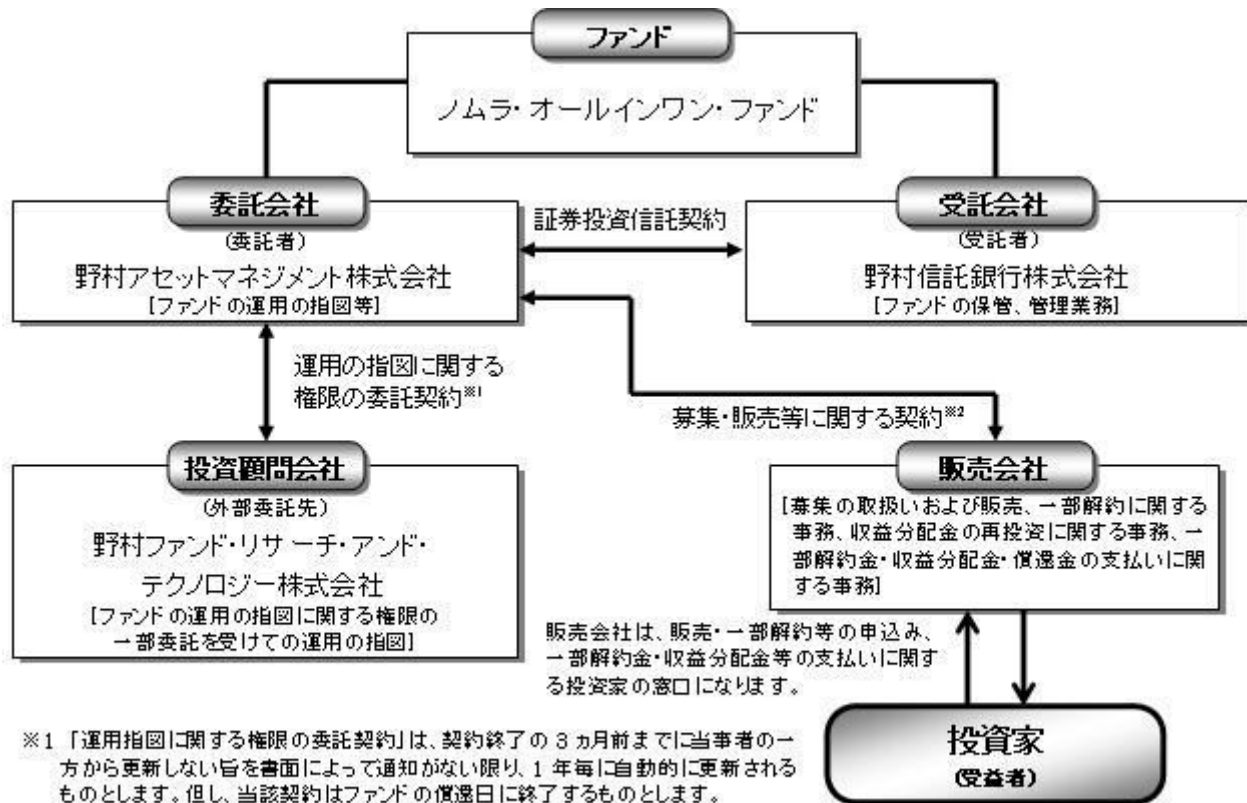 ファンド
ノムラ・オールインワン・ファンド
委託会社
(委託者)
野村アセットマネジメント株式会社
[ファンドの運用の指図等]
証券投資信託契約
受託会社
(受託者)
野村信託銀行株式会社
[ファンドの保管、管理業務]
運用の指図に関する
権限の委託契約※1
募集・販売等に関する契約※2
投資顧問会社
(外部委託先)
野村ファンド・リサーチ・アンド・
テクノロジー株式会社
[ファンドの運用の指図に関する権限の
一部委託を受けての運用の指図]
販売会社
[募集の取扱いおよび販売、一部解約に関する
事務、収益分配金の再投資に関する事務、一
部解約金・収益分配金・償還金の支払いに関
する事務]
販売会社は、販売・一部解約等の申込み、
一部解約金・収益分配金等の支払いに関す
る投資家の窓口になります。
投資家
(受益者)
※1 「運用指図に関する権限の委託契約」は、契約終了の3ヵ月前までに当事者の一
方から更新しない旨を書面によって通知がない限り、1年毎に自動的に更新される
ものとします。但し、当該契約はファンドの償還日に終了するものとします。